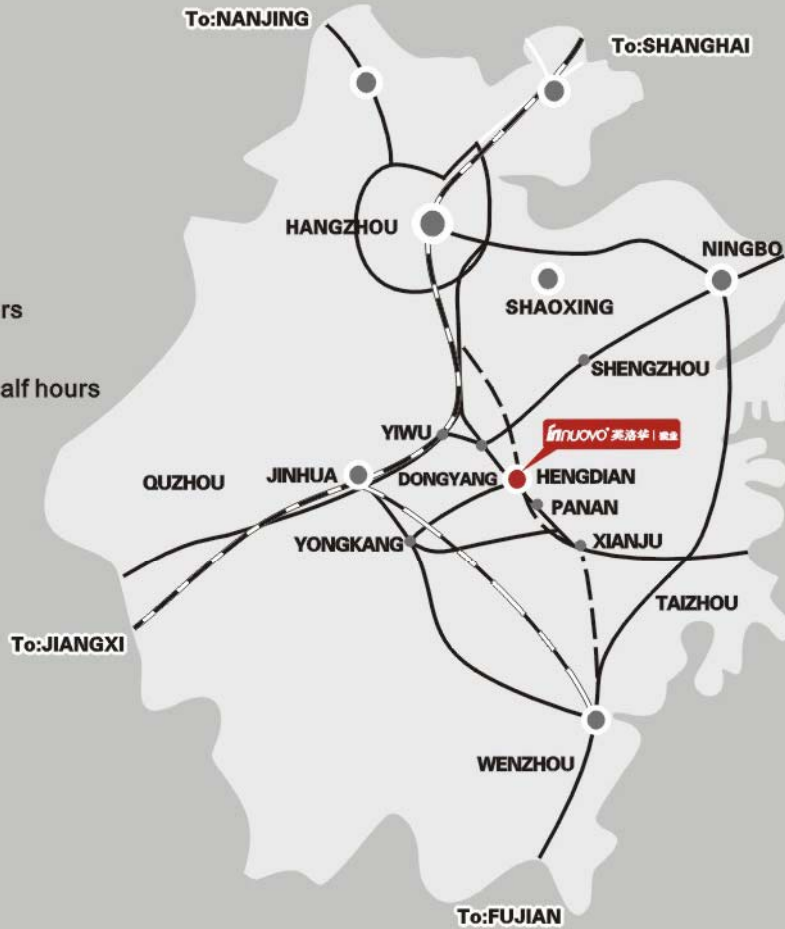 To:NANJING
To:SHANGHAI
HANGZHOU
NINGBO
SHAOXING
rs
SHENGZHOU
alf hours
YIWU
innuovo 英洛华
QUZHOU
JINHUA
DONGYANG
HENGDIAN
PANAN
YONGKANG
XIANJU
TAIZHOU
To:JIANGXI
WENZHOU
To:FUJIAN